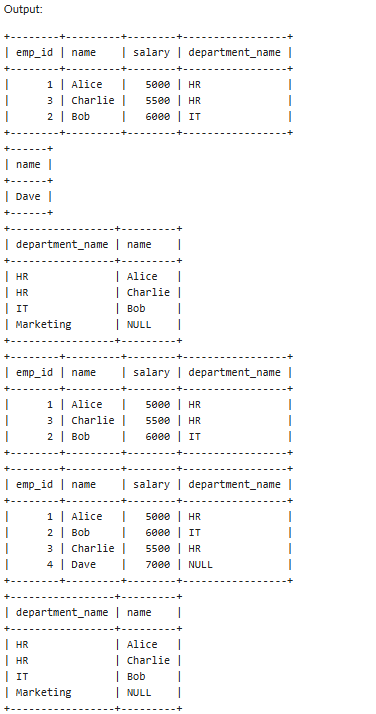 Output:
+--------+---------+--------+-----------------+
| emp_id | name    | salary | department_name |
+--------+---------+--------+-----------------+
|      1 | Alice   |   5000 | HR              |
|      3 | Charlie |   5500 | HR              |
|      2 | Bob     |   6000 | IT              |
+--------+---------+--------+-----------------+
+------+
| name |
+------+
| Dave |
+------+
+-----------------+---------+
| department_name | name    |
+-----------------+---------+
| HR              | Alice   |
| HR              | Charlie |
| IT              | Bob     |
| Marketing       | NULL    |
+-----------------+---------+
+--------+---------+--------+-----------------+
| emp_id | name    | salary | department_name |
+--------+---------+--------+-----------------+
|      1 | Alice   |   5000 | HR              |
|      3 | Charlie |   5500 | HR              |
|      2 | Bob     |   6000 | IT              |
+--------+---------+--------+-----------------+
+--------+---------+--------+-----------------+
| emp_id | name    | salary | department_name |
+--------+---------+--------+-----------------+
|      1 | Alice   |   5000 | HR              |
|      2 | Bob     |   6000 | IT              |
|      3 | Charlie |   5500 | HR              |
|      4 | Dave    |   7000 | NULL            |
+--------+---------+--------+-----------------+
+-----------------+---------+
| department_name | name    |
+-----------------+---------+
| HR              | Alice   |
| HR              | Charlie |
| IT              | Bob     |
| Marketing       | NULL    |
+-----------------+---------+